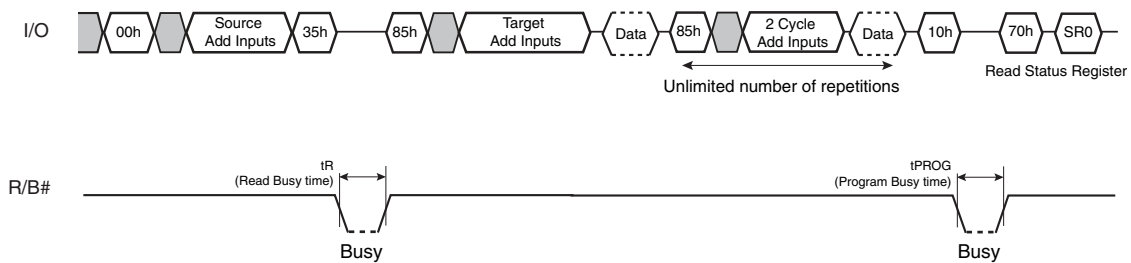 I/O
00h
Source
Add Inputs
35h
85h
Target
Add Inputs
Data
85h
2 Cycle
Add Inputs
Data
10h
70h
SR0
Unlimited number of repetitions
Read Status Register
R/B#
tR
(Read Busy time)
Busy
tPROG
(Program Busy time)
Busy